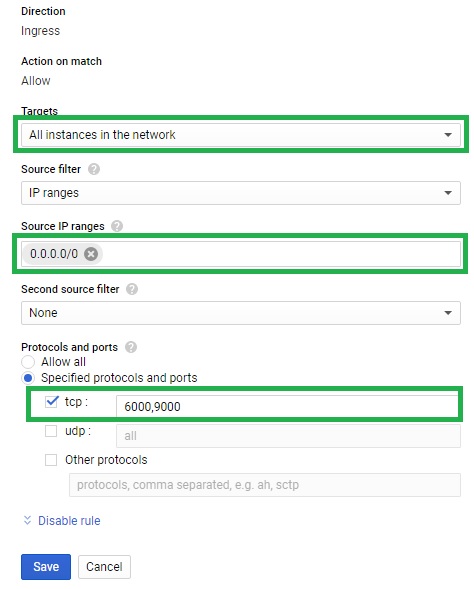 Direction
Ingress
Action on match
Allow
Targets
All instances in the network
Source filter ?
IP ranges
Source IP ranges ?
0.0.0.0/0
Second source filter ?
None
Protocols and ports ?
Allow all
Specified protocols and ports
tcp : 6000,9000
udp : all
Other protocols
protocols, comma separated, e.g. ah, sctp
Disable rule
Save Cancel